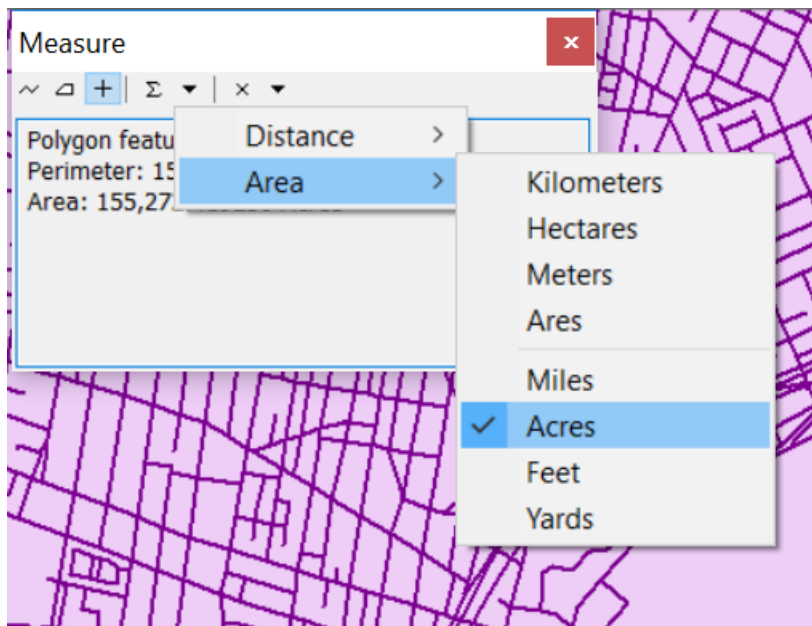 Measure
Polygon featu
Perimeter: 15
Area: 155,27
Distance
Area
Kilometers
Hectares
Meters
Ares
Miles
Acres
Feet
Yards